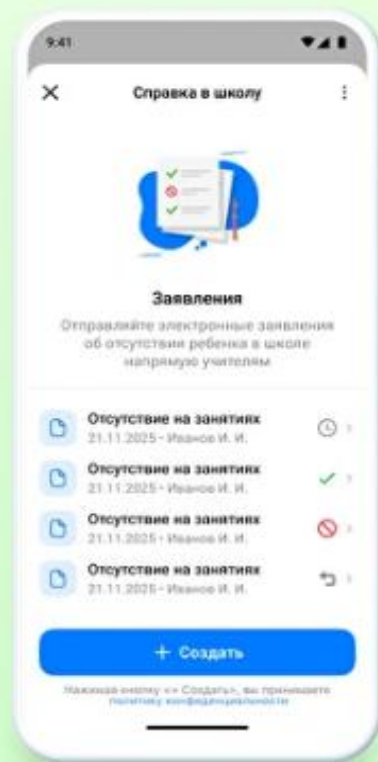 9:41
Справка в школу
Заявления
Отправляйте электронные заявления
об отсутствии ребенка в школе
напрямую учителям
Отсутствие на занятиях
21.11.2025 - Иванов И. И.
Отсутствие на занятиях
21.11.2025 - Иванов И. И.
Отсутствие на занятиях
21.11.2025 - Иванов И. И.
Отсутствие на занятиях
21.11.2025 - Иванов И. И.
+ Создать
Нажимая кнопку «+ Создать», вы принимаете
политику конфиденциальности